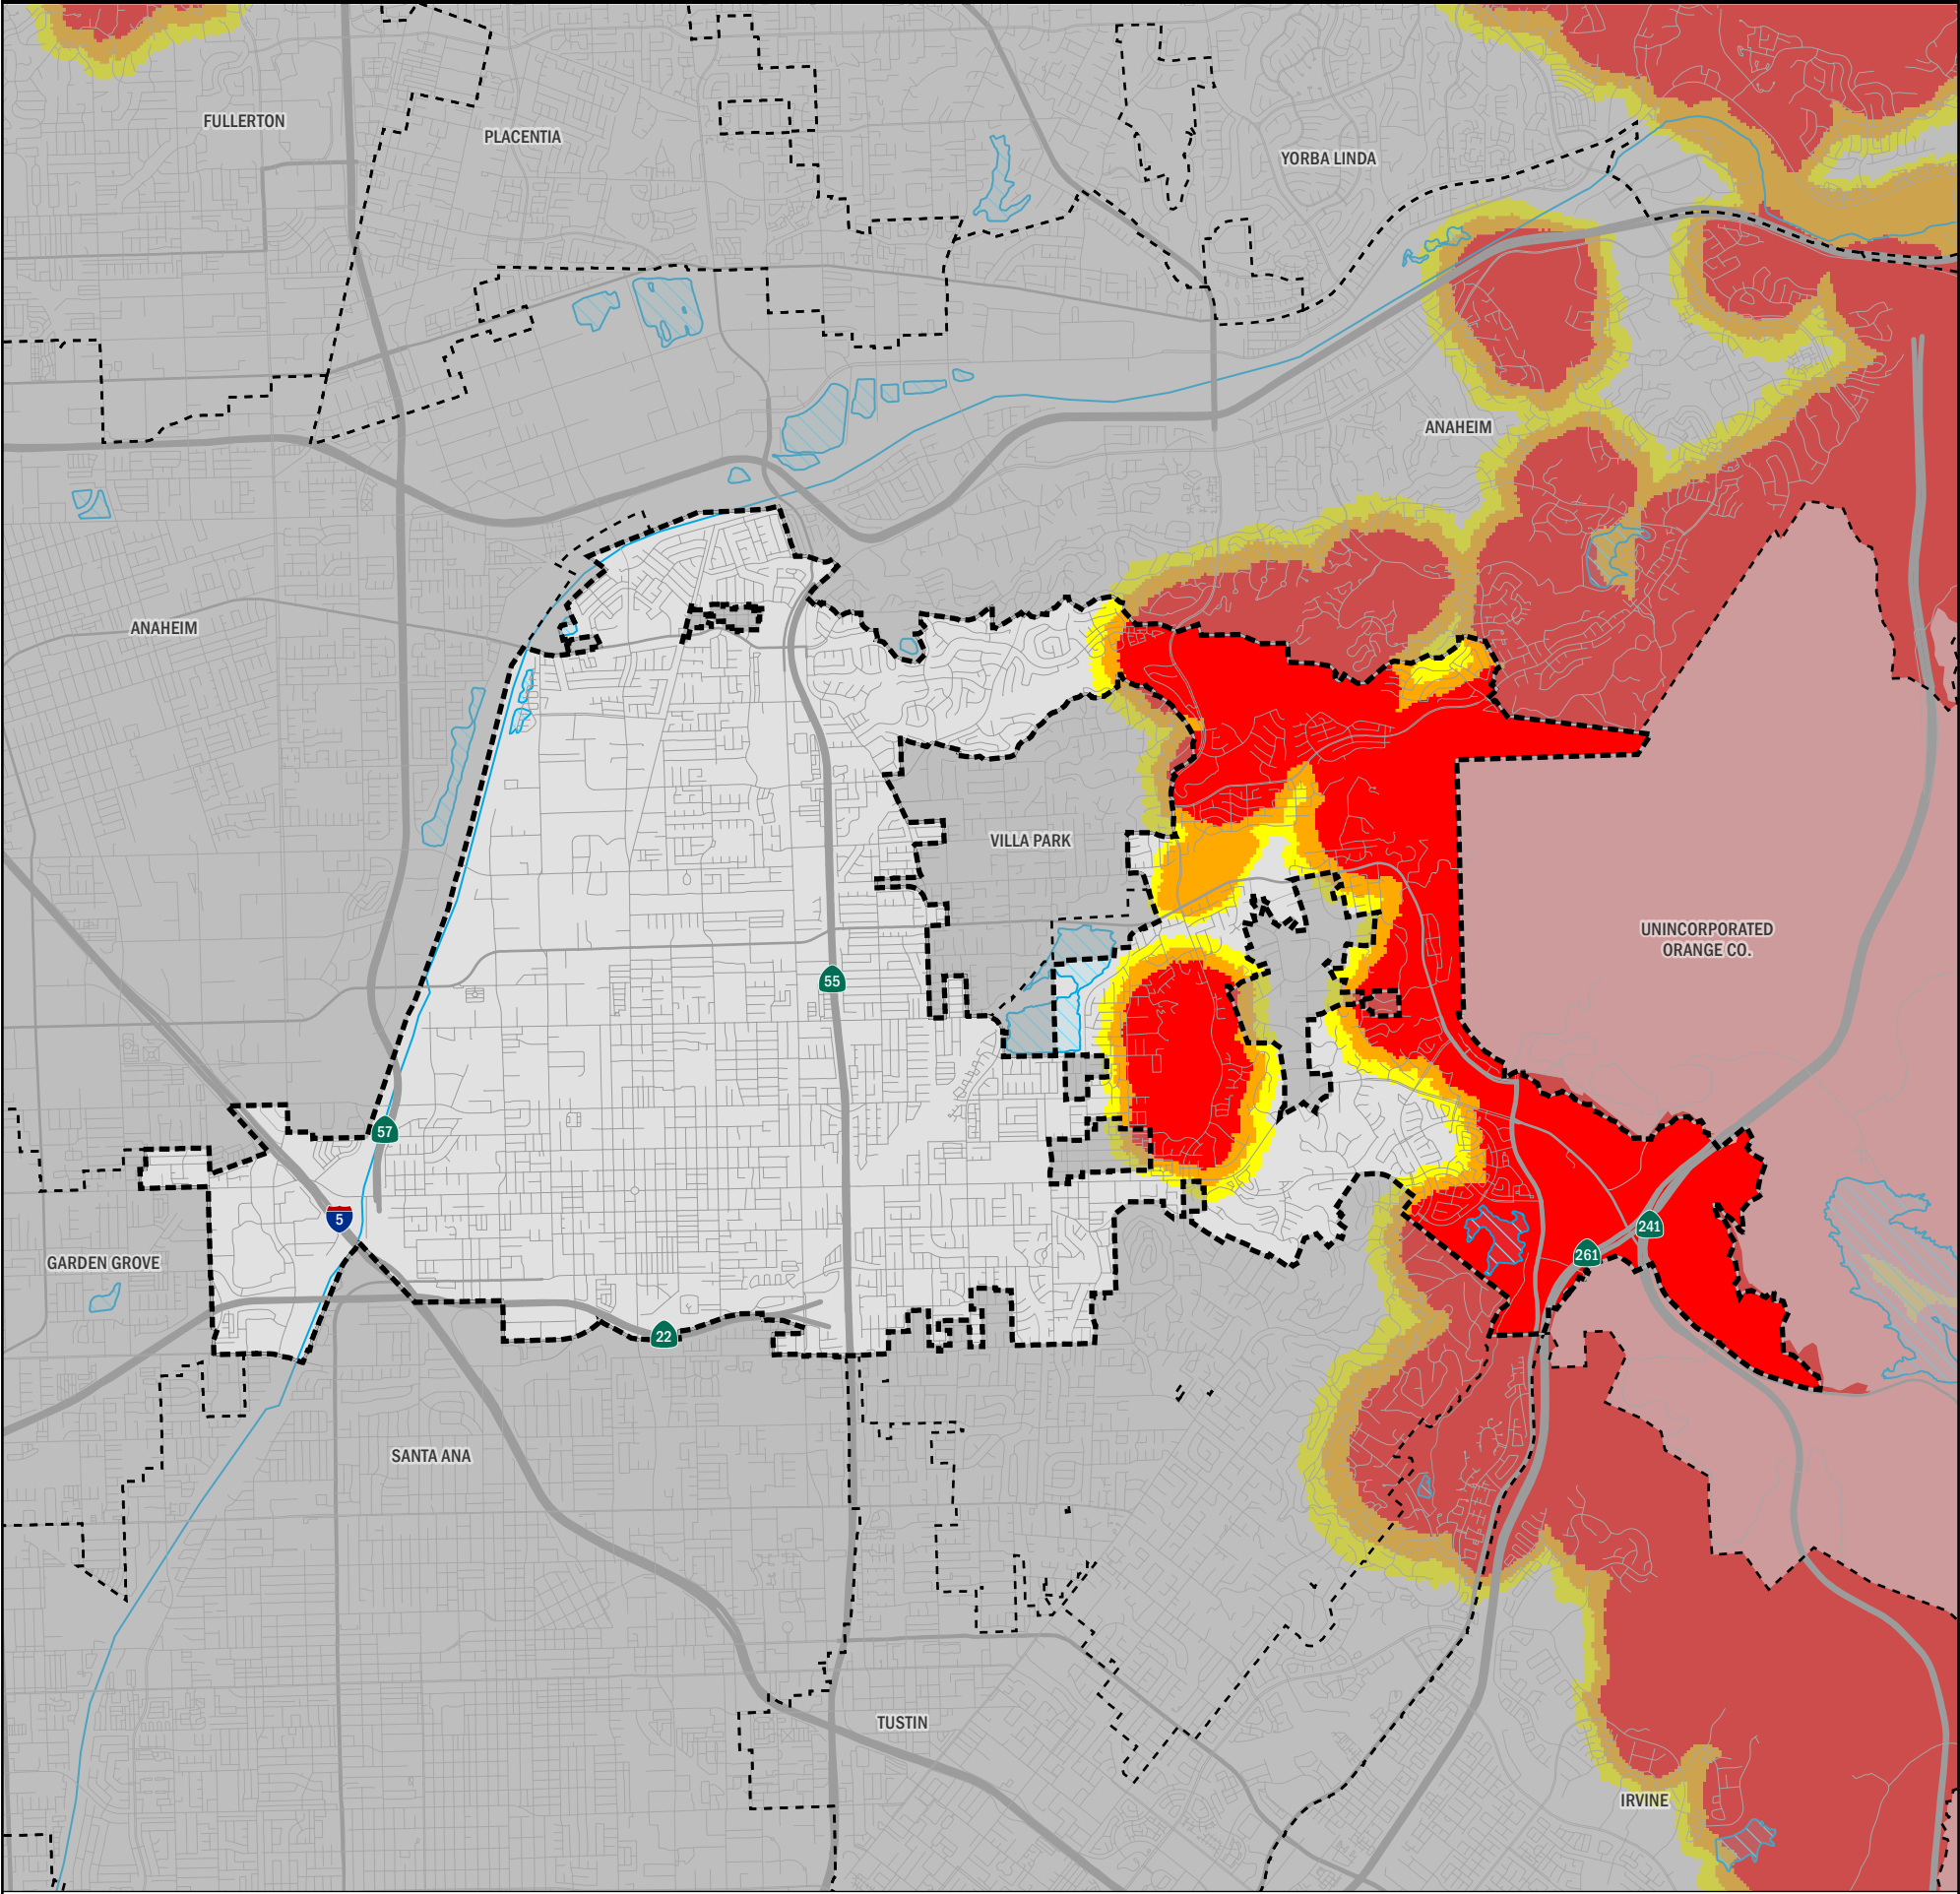 FULLERTON
PLACENTIA
YORBA LINDA
ANAHEIM
ANAHEIM
VILLA PARK
UNINCORPORATED
ORANGE CO.
55
57
5
241
261
GARDEN GROVE
22
SANTA ANA
TUSTIN
IRVINE